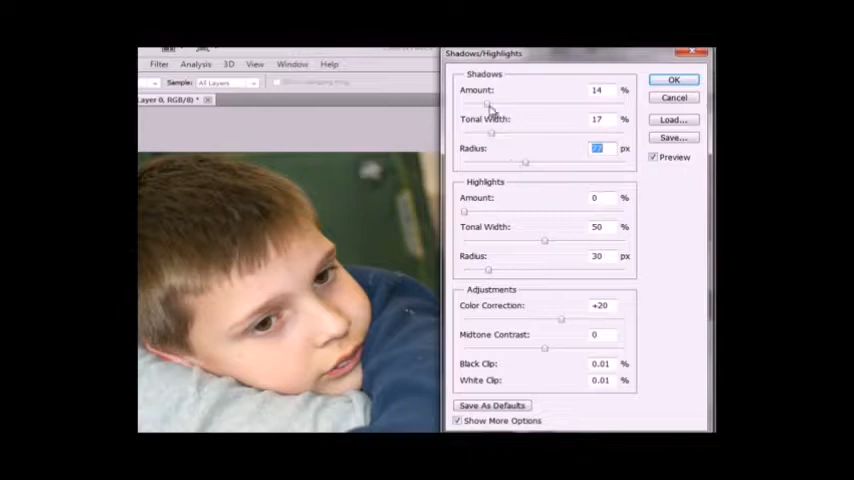 Shadows/Highlights
Filter Analysis 3D View Window Help
Sample: All Layers
Layer 0, RGB/8) *
Shadows
Amount: 14 %
Tonal Width: 17 %
Radius: 77 px
OK
Cancel
Load...
Save...
Preview
Highlights
Amount: 0 %
Tonal Width: 50 %
Radius: 30 px
Adjustments
Color Correction: +20
Midtone Contrast: 0
Black Clip: 0.01 %
White Clip: 0.01 %
Save As Defaults
Show More Options